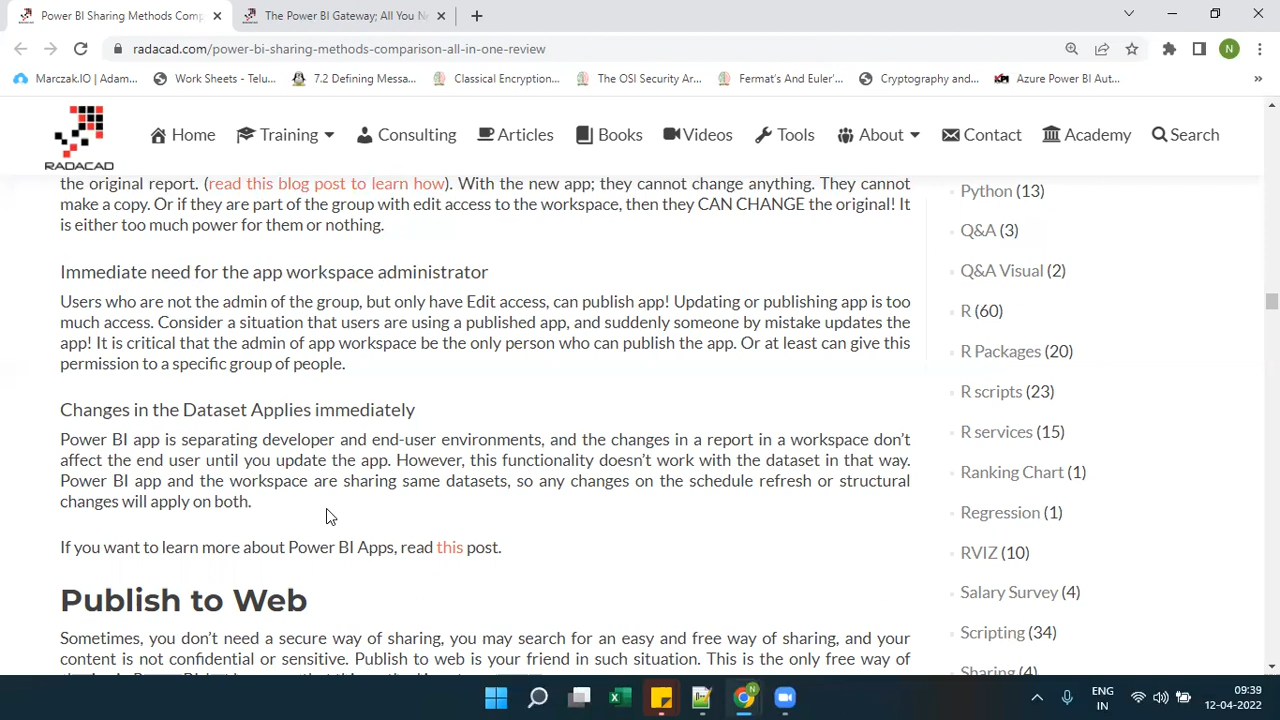 Power BI Sharing Methods Comp
The Power BI Gateway; All You Ne
radacad.com/power-bi-sharing-methods-comparison-all-in-one-review
N
Marczak.IO | Adam...
Work Sheets - Telu...
7.2 Defining Messa...
Classical Encryption...
The OSI Security Ar...
Fermat's And Euler'...
Cryptography and...
Azure Power BI Aut...
»
RADACAD
Home
Training
Consulting
Articles
Books
Videos
Tools
About
Contact
Academy
Search
the original report. (read this blog post to learn how). With the new app; they cannot change anything. They cannot
make a copy. Or if they are part of the group with edit access to the workspace, then they CAN CHANGE the original! It
is either too much power for them or nothing.
Immediate need for the app workspace administrator
Users who are not the admin of the group, but only have Edit access, can publish app! Updating or publishing app is too
much access. Consider a situation that users are using a published app, and suddenly someone by mistake updates the
app! It is critical that the admin of app workspace be the only person who can publish the app. Or at least can give this
permission to a specific group of people.
Changes in the Dataset Applies immediately
Power BI app is separating developer and end-user environments, and the changes in a report in a workspace don't
affect the end user until you update the app. However, this functionality doesn't work with the dataset in that way.
Power BI app and the workspace are sharing same datasets, so any changes on the schedule refresh or structural
changes will apply on both.
If you want to learn more about Power BI Apps, read this post.
Publish to Web
Sometimes, you don't need a secure way of sharing, you may search for an easy and free way of sharing, and your
content is not confidential or sensitive. Publish to web is your friend in such situation. This is the only free way of
Python (13)
Q&A (3)
Q&A Visual (2)
R (60)
R Packages (20)
R scripts (23)
R services (15)
Ranking Chart (1)
Regression (1)
RVIZ (10)
Salary Survey (4)
Scripting (34)
Sharing (4)
ENG
IN
09:39
12-04-2022